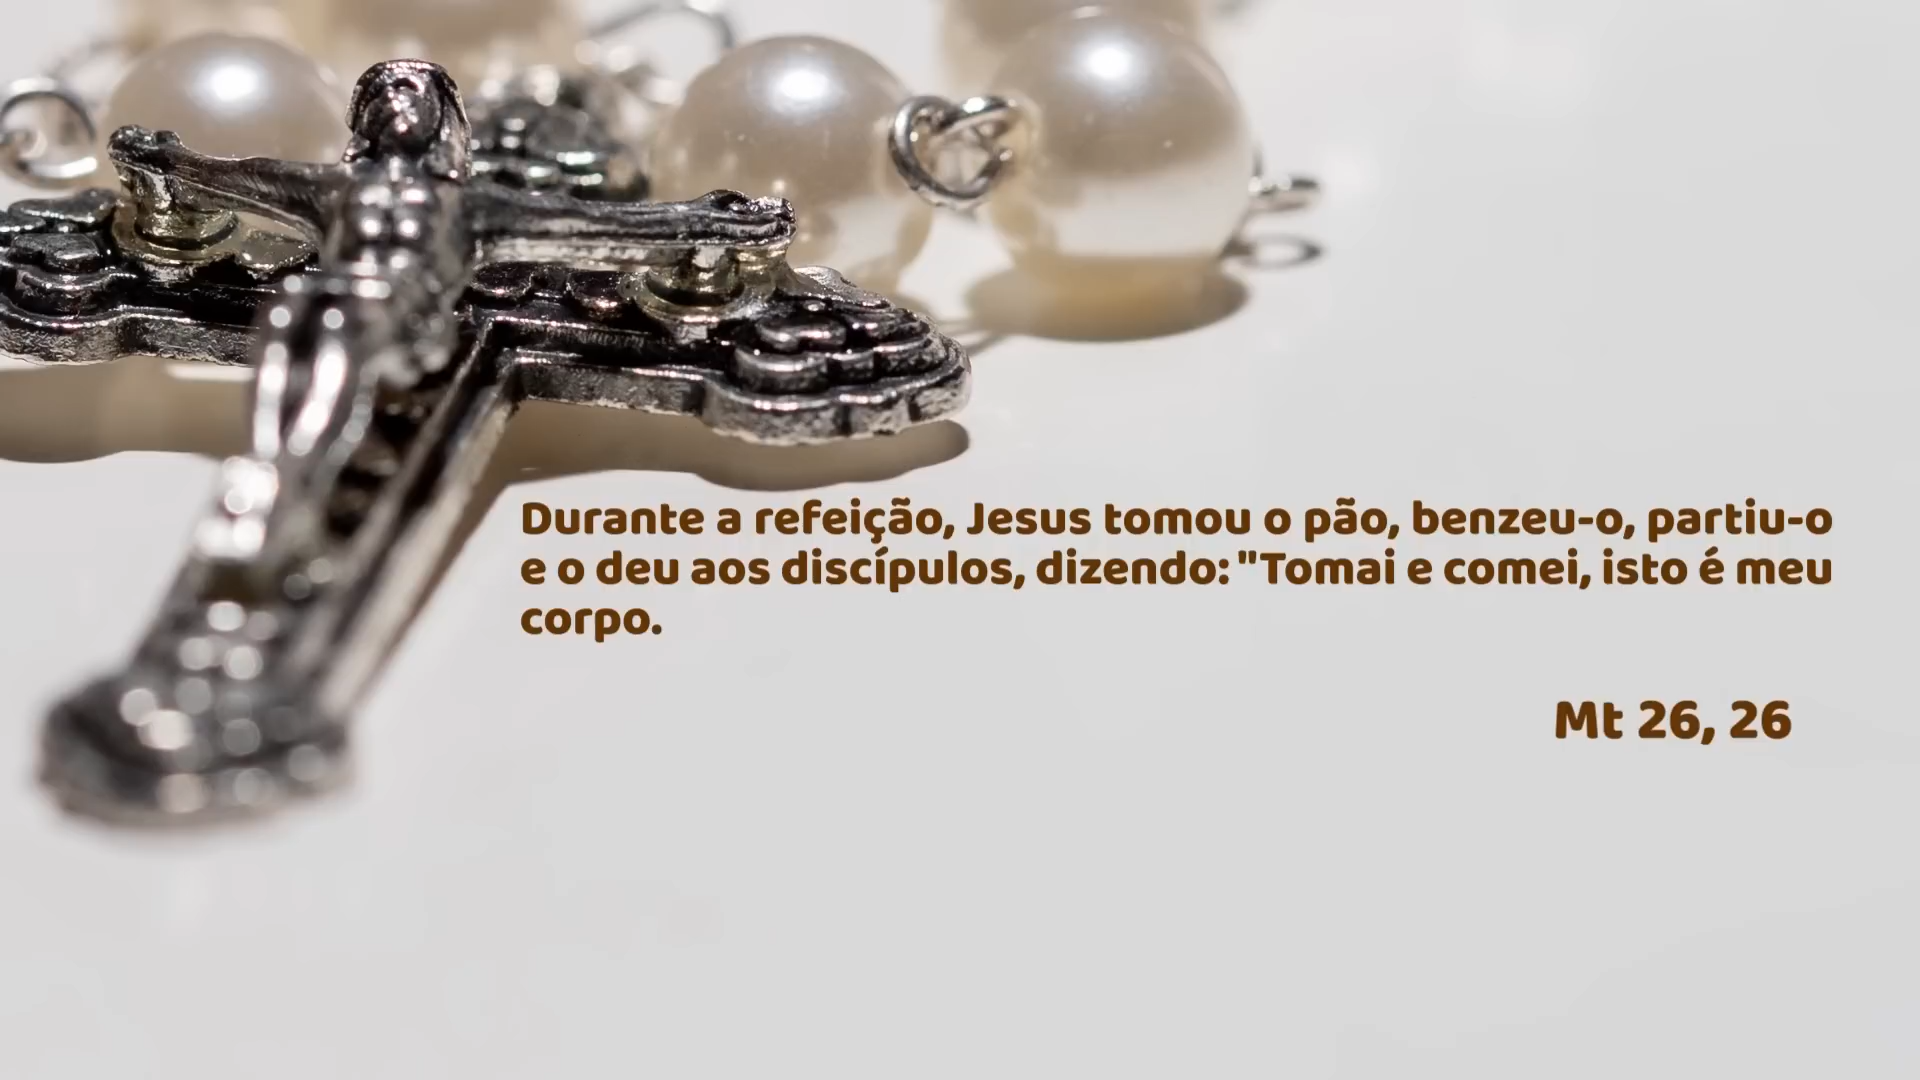 Durante a refeição, Jesus tomou o pão, benzeu-o, partiu-o
e o deu aos discípulos, dizendo: "Tomai e comei, isto é meu
corpo.
Mt 26, 26